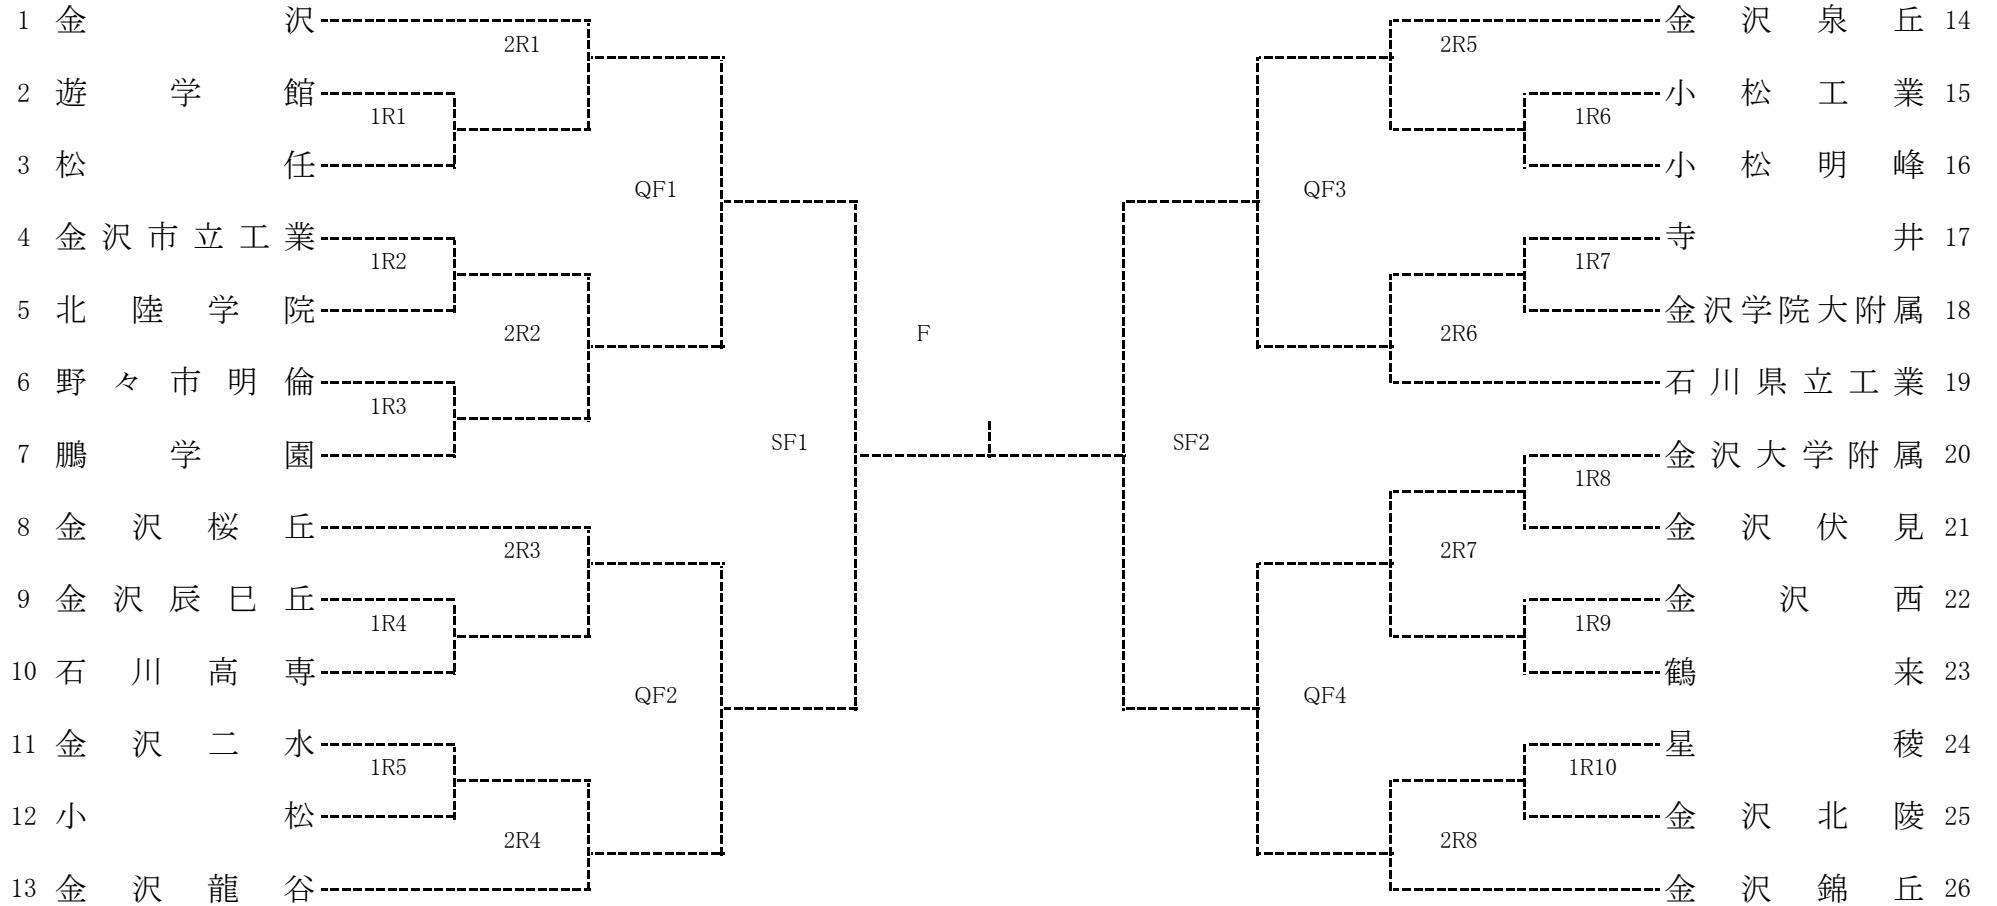 1 金沢 金沢泉丘 14
2R1 2R5
2 遊学館 小松工業 15
1R1 1R6
3 松任 小松明峰 16
QF1 QF3
4 金沢市立工業 寺井 17
1R2 1R7
5 北陸学院 金沢学院大附属 18
2R2 F 2R6
6 野々市明倫 石川県立工業 19
1R3
SF1 SF2
7 鵬学園 金沢大学附属 20
1R8
8 金沢桜丘 金沢伏見 21
2R3 2R7
9 金沢辰巳丘 金沢西 22
1R4 1R9
10 石川高専 鶴来 23
QF2 QF4
11 金沢二水 星稜 24
1R5 1R10
12 小松 金沢北陵 25
2R4 2R8
13 金沢龍谷 金沢錦丘 26